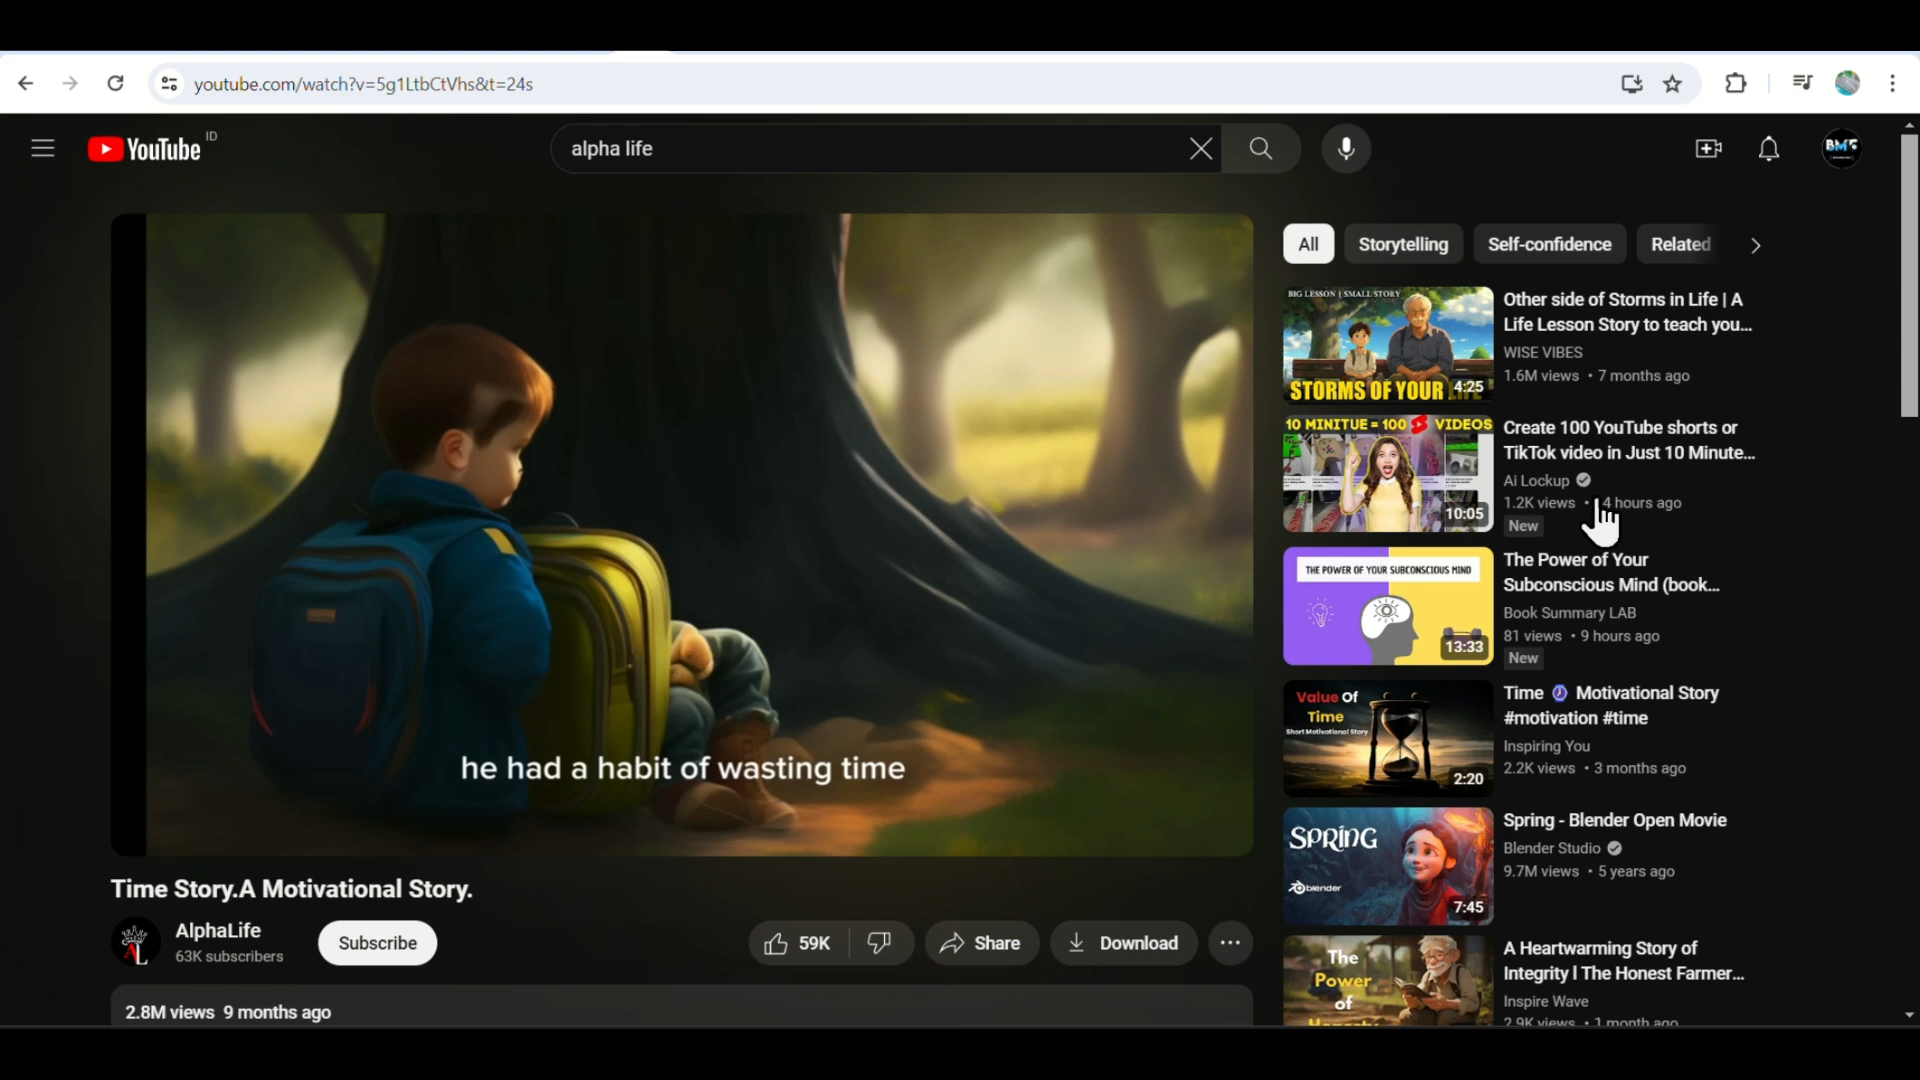 youtube.com/watch?v=5g1LtbCtVhs&t=24s
YouTube ID
alpha life
BMG
he had a habit of wasting time
Time Story.A Motivational Story.
AlphaLife
63K subscribers
Subscribe
59K
Share
Download
2.8M views 9 months ago
All
Storytelling
Self-confidence
Related
BIG LESSON | SMALL STORY
STORMS OF YOUR LIFE
4:25
Other side of Storms in Life | A
Life Lesson Story to teach you...
WISE VIBES
1.6M views • 7 months ago
10 MINITUE = 100 VIDEOS
10:05
Create 100 YouTube shorts or
TikTok video in Just 10 Minute...
Ai Lockup
1.2K views • 4 hours ago
New
THE POWER OF YOUR SUBCONSCIOUS MIND
13:33
The Power of Your
Subconscious Mind (book...
Book Summary LAB
81 views • 9 hours ago
New
Value Of
Time
Short Motivational Story
2:20
Time Motivational Story
#motivation #time
Inspiring You
2.2K views • 3 months ago
SPRING
blender
7:45
Spring - Blender Open Movie
Blender Studio
9.7M views • 5 years ago
The
Power
of
A Heartwarming Story of
Integrity l The Honest Farmer...
Inspire Wave
2.9K views • 1 month ago